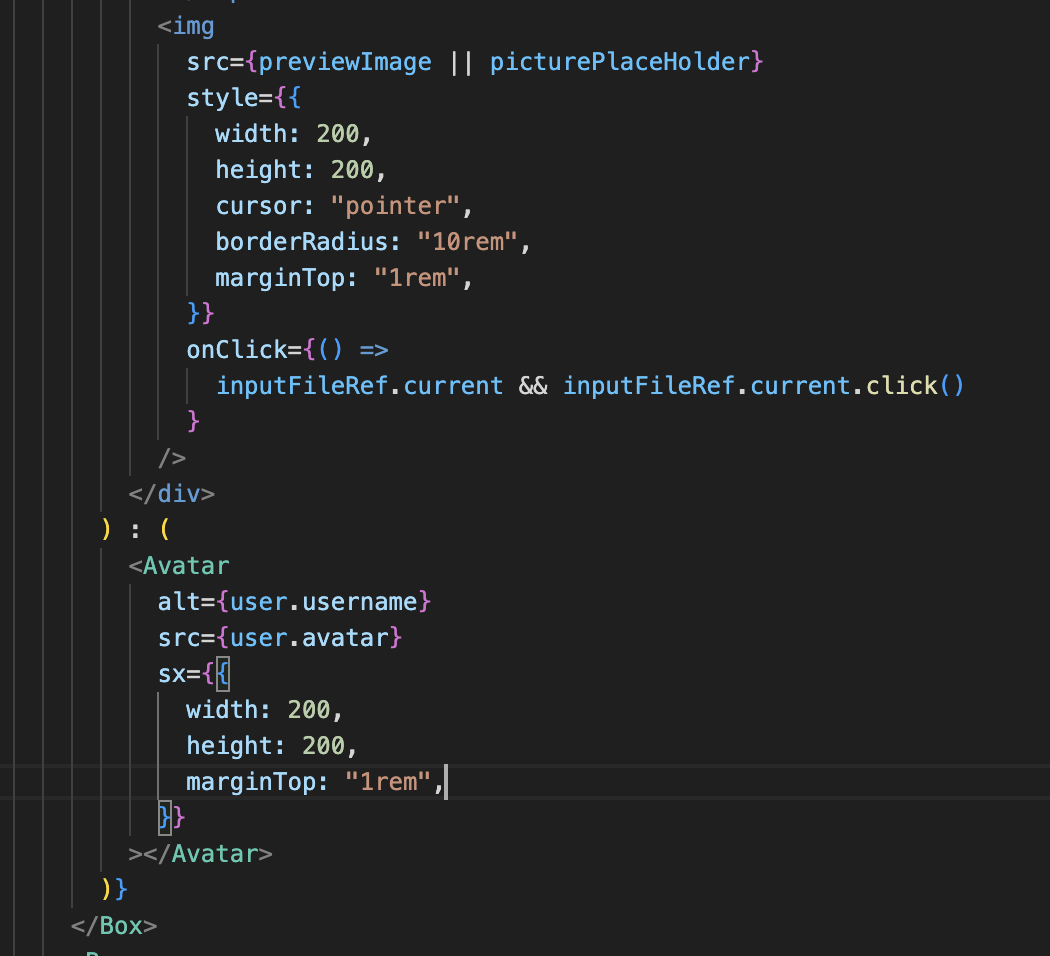 <img
src={previewImage || picturePlaceHolder}
style={{
width: 200,
height: 200,
cursor: "pointer",
borderRadius: "10rem",
marginTop: "1rem",
}}
onClick={() =>
inputFileRef.current && inputFileRef.current.click()
}
/>
</div>
) : (
<Avatar
alt={user.username}
src={user.avatar}
sx={{
width: 200,
height: 200,
marginTop: "1rem",
}}
></Avatar>
)}
</Box>